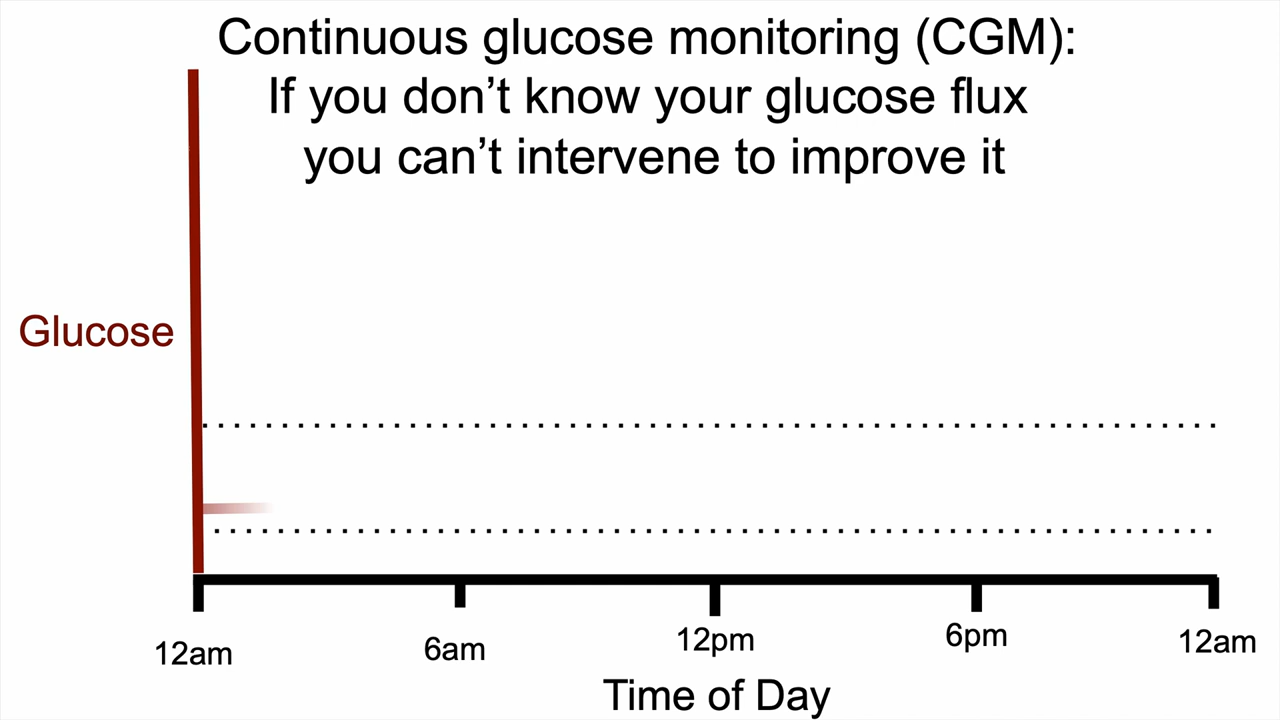 Continuous glucose monitoring (CGM):
If you don’t know your glucose flux
you can’t intervene to improve it
Glucose
12am
6am
12pm
6pm
12am
Time of Day